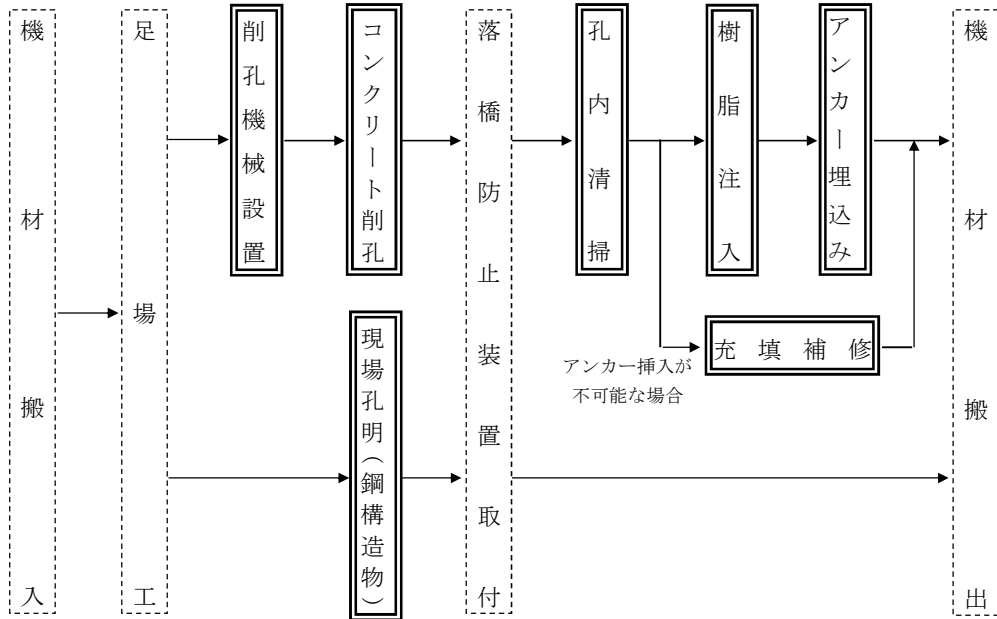 機材搬入
足場工
削孔機械設置
コンクリート削孔
現場孔明(鋼構造物)
落橋防止装置取付
孔内清掃
樹脂注入
アンカー埋込み
充填補修
アンカー挿入が
不可能な場合
機材搬出